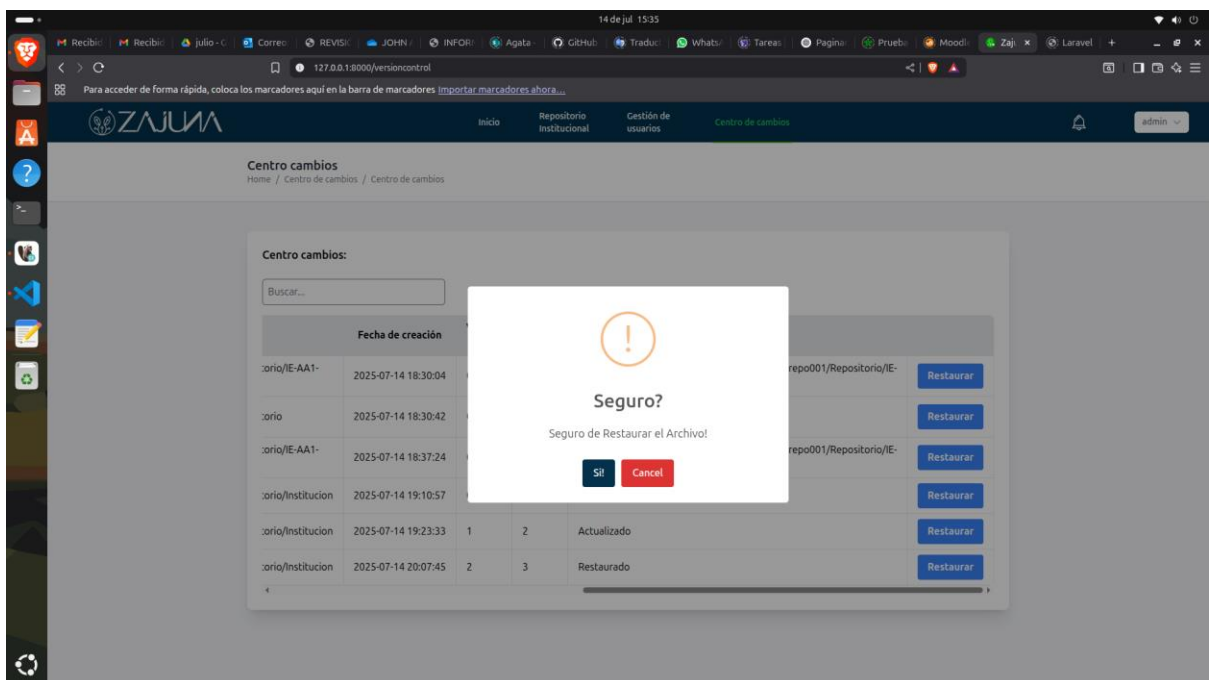 14 de jul 15:35
Recibid Recibid julio - C Correo REVISIC JOHN / INFOR Agata - GitHub Traduc WhatsA Tareas Pagina Prueba Moodl Zaju Laravel
127.0.0.1:8000/versioncontrol
Para acceder de forma rápida, coloca los marcadores aquí en la barra de marcadores Importar marcadores ahora...
ZAJUNA
Inicio
Repositorio
Institucional
Gestión de
usuarios
Centro de cambios
admin
Centro cambios
Home / Centro de cambios / Centro de cambios
Centro cambios:
Buscar...
Fecha de creación
:orio/IE-AA1- 2025-07-14 18:30:04 repo001/Repositorio/IE- Restaurar
:orio 2025-07-14 18:30:42 Restaurar
:orio/IE-AA1- 2025-07-14 18:37:24 repo001/Repositorio/IE- Restaurar
:orio/Institucion 2025-07-14 19:10:57 Restaurar
:orio/Institucion 2025-07-14 19:23:33 1 2 Actualizado Restaurar
:orio/Institucion 2025-07-14 20:07:45 2 3 Restaurado Restaurar
!
Seguro?
Seguro de Restaurar el Archivo!
Si! Cancel